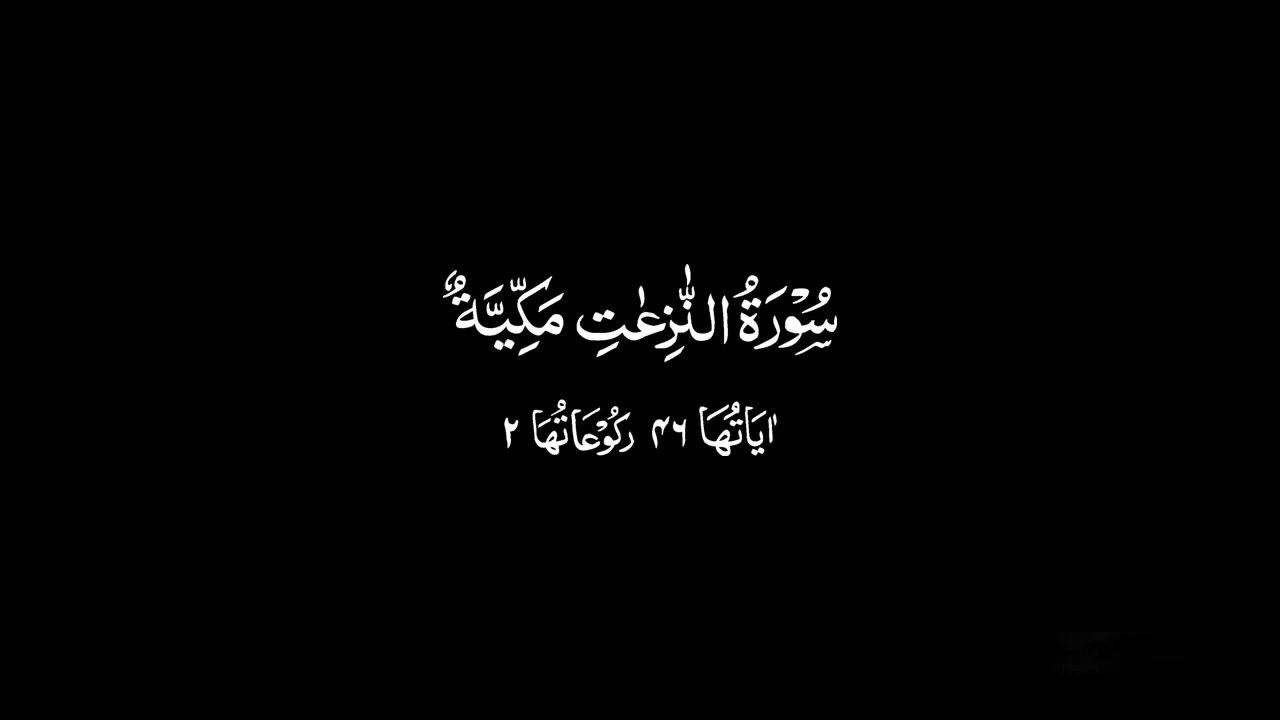 سُوْرَةُ النّٰزِعٰتِ مَكِّيَّةٌ
اٰيَاتُهَا ۴۶ رَكُوْعَاتُهَا ۲